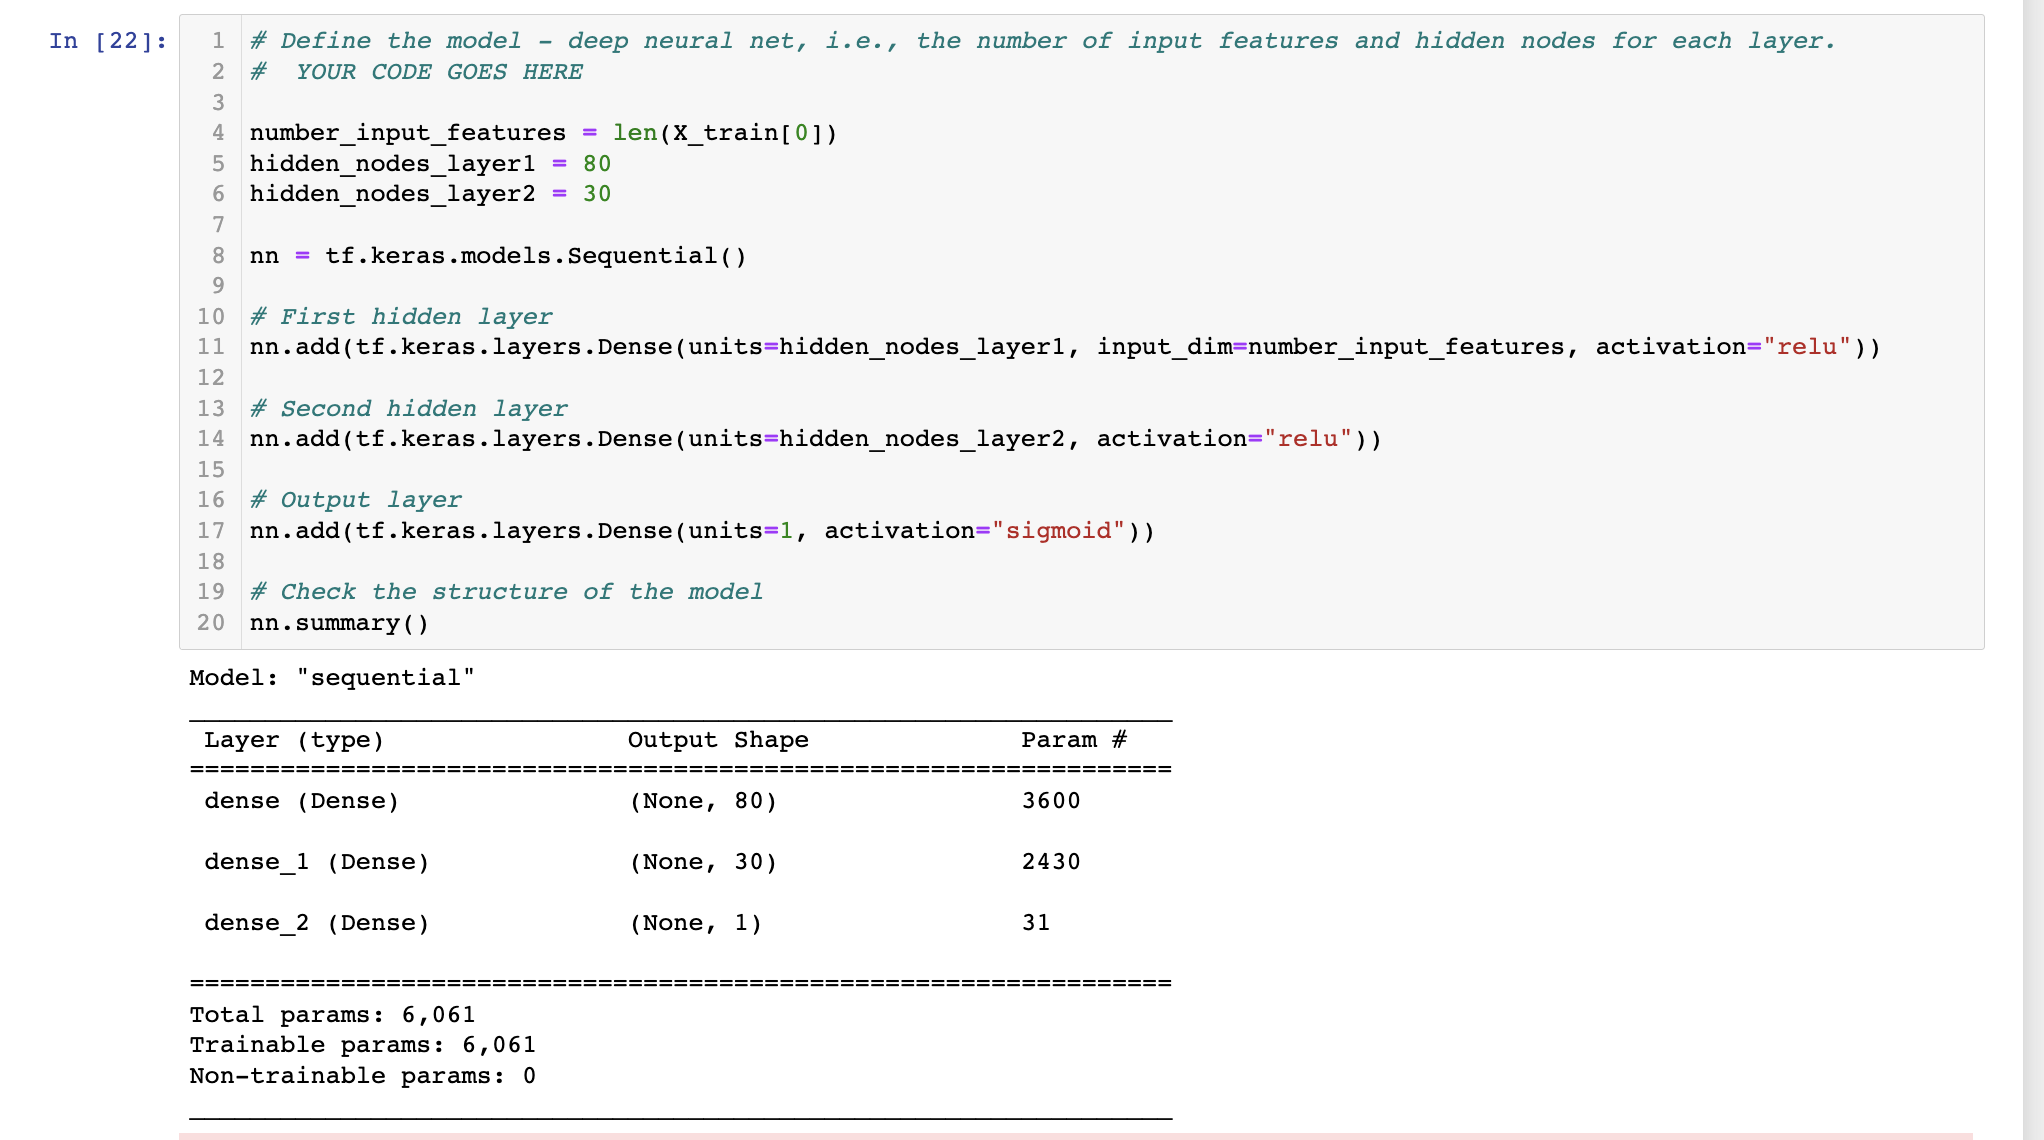 In [22]:
1 # Define the model - deep neural net, i.e., the number of input features and hidden nodes for each layer.
2 #  YOUR CODE GOES HERE
3
4 number_input_features = len(X_train[0])
5 hidden_nodes_layer1 = 80
6 hidden_nodes_layer2 = 30
7
8 nn = tf.keras.models.Sequential()
9
10 # First hidden layer
11 nn.add(tf.keras.layers.Dense(units=hidden_nodes_layer1, input_dim=number_input_features, activation="relu"))
12
13 # Second hidden layer
14 nn.add(tf.keras.layers.Dense(units=hidden_nodes_layer2, activation="relu"))
15
16 # Output layer
17 nn.add(tf.keras.layers.Dense(units=1, activation="sigmoid"))
18
19 # Check the structure of the model
20 nn.summary()
Model: "sequential"
_________________________________________________________________
Layer (type) Output Shape Param #
=================================================================
dense (Dense) (None, 80) 3600
dense_1 (Dense) (None, 30) 2430
dense_2 (Dense) (None, 1) 31
=================================================================
Total params: 6,061
Trainable params: 6,061
Non-trainable params: 0
_________________________________________________________________